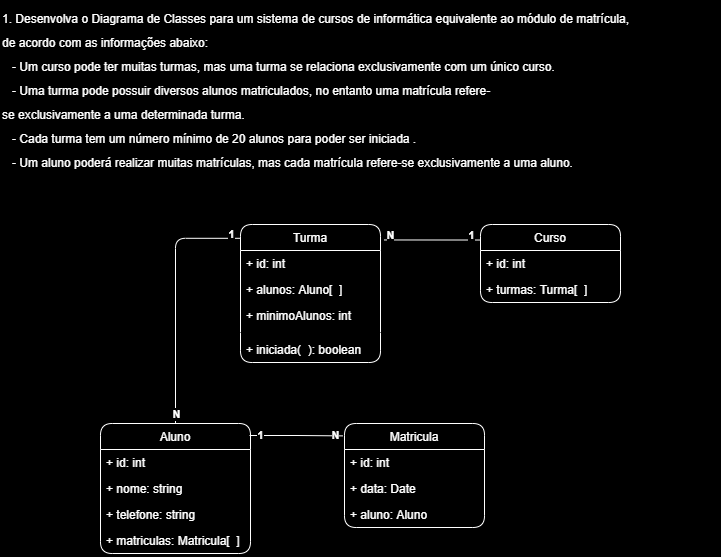 1. Desenvolva o Diagrama de Classes para um sistema de cursos de informática equivalente ao módulo de matrícula,
de acordo com as informações abaixo:
- Um curso pode ter muitas turmas, mas uma turma se relaciona exclusivamente com um único curso.
- Uma turma pode possuir diversos alunos matriculados, no entanto uma matrícula refere-
se exclusivamente a uma determinada turma.
- Cada turma tem um número mínimo de 20 alunos para poder ser iniciada .
- Um aluno poderá realizar muitas matrículas, mas cada matrícula refere-se exclusivamente a uma aluno.
1
Turma
N
1
Curso
+ id: int
+ alunos: Aluno[ ]
+ minimoAlunos: int
+ iniciada( ): boolean
+ id: int
+ turmas: Turma[ ]
N
Aluno
1
N
Matricula
+ id: int
+ nome: string
+ telefone: string
+ matriculas: Matricula[ ]
+ id: int
+ data: Date
+ aluno: Aluno